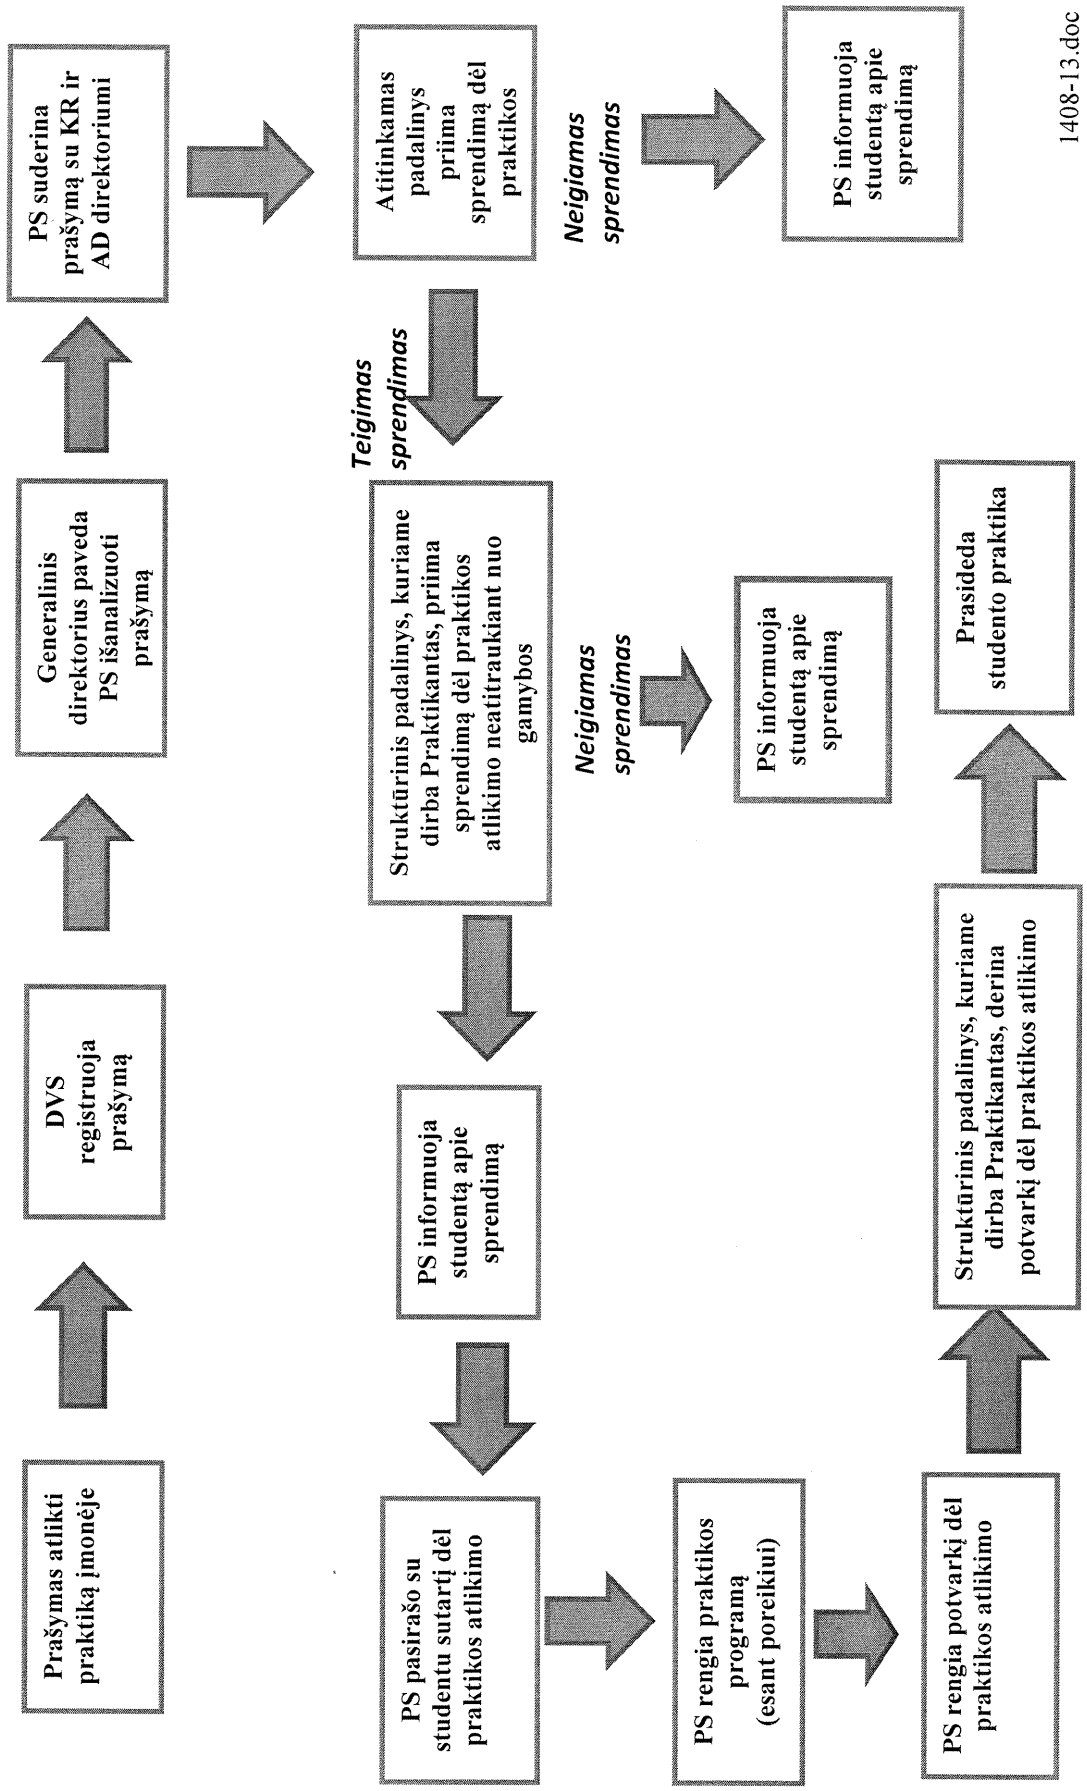 Prašymas atlikti
praktiką įmonėje
DVS
registruoja
prašymą
Generalinis
direktorius paveda
PS išanalizuoti
prašymą
PS suderina
prašymą su KR ir
AD direktoriumi
Atitinkamas
padalinys
priima
sprendimą dėl
praktikos
Neigiamas
sprendimas
PS informuoja
studentą apie
sprendimą
Teigimas
sprendimas
Struktūrinis padalinys, kuriame
dirba Praktikantas, priima
sprendimą dėl praktikos
atlikimo neatitraukiant nuo
gamybos
Neigiamas
sprendimas
PS informuoja
studentą apie
sprendimą
PS informuoja
studentą apie
sprendimą
PS pasirašo su
studentu sutartį dėl
praktikos atlikimo
PS rengia praktikos
programą
(esant poreikiui)
PS rengia potvarkį dėl
praktikos atlikimo
Struktūrinis padalinys, kuriame
dirba Praktikantas, derina
potvarkį dėl praktikos atlikimo
Prasideda
studento praktika
1408-13.doc